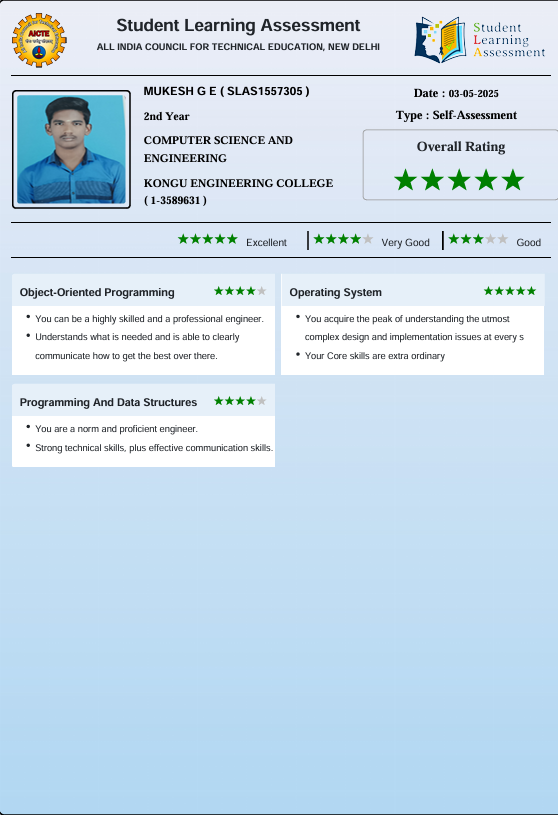 AICTE
Student Learning Assessment
ALL INDIA COUNCIL FOR TECHNICAL EDUCATION, NEW DELHI
Student
Learning
Assessment
MUKESH G E ( SLAS1557305 )
2nd Year
COMPUTER SCIENCE AND
ENGINEERING
KONGU ENGINEERING COLLEGE
( 1-3589631 )
Date : 03-05-2025
Type : Self-Assessment
Overall Rating
Excellent
Very Good
Good
Object-Oriented Programming
You can be a highly skilled and a professional engineer.
Understands what is needed and is able to clearly
communicate how to get the best over there.
Operating System
You acquire the peak of understanding the utmost
complex design and implementation issues at every s
Your Core skills are extra ordinary
Programming And Data Structures
You are a norm and proficient engineer.
Strong technical skills, plus effective communication skills.